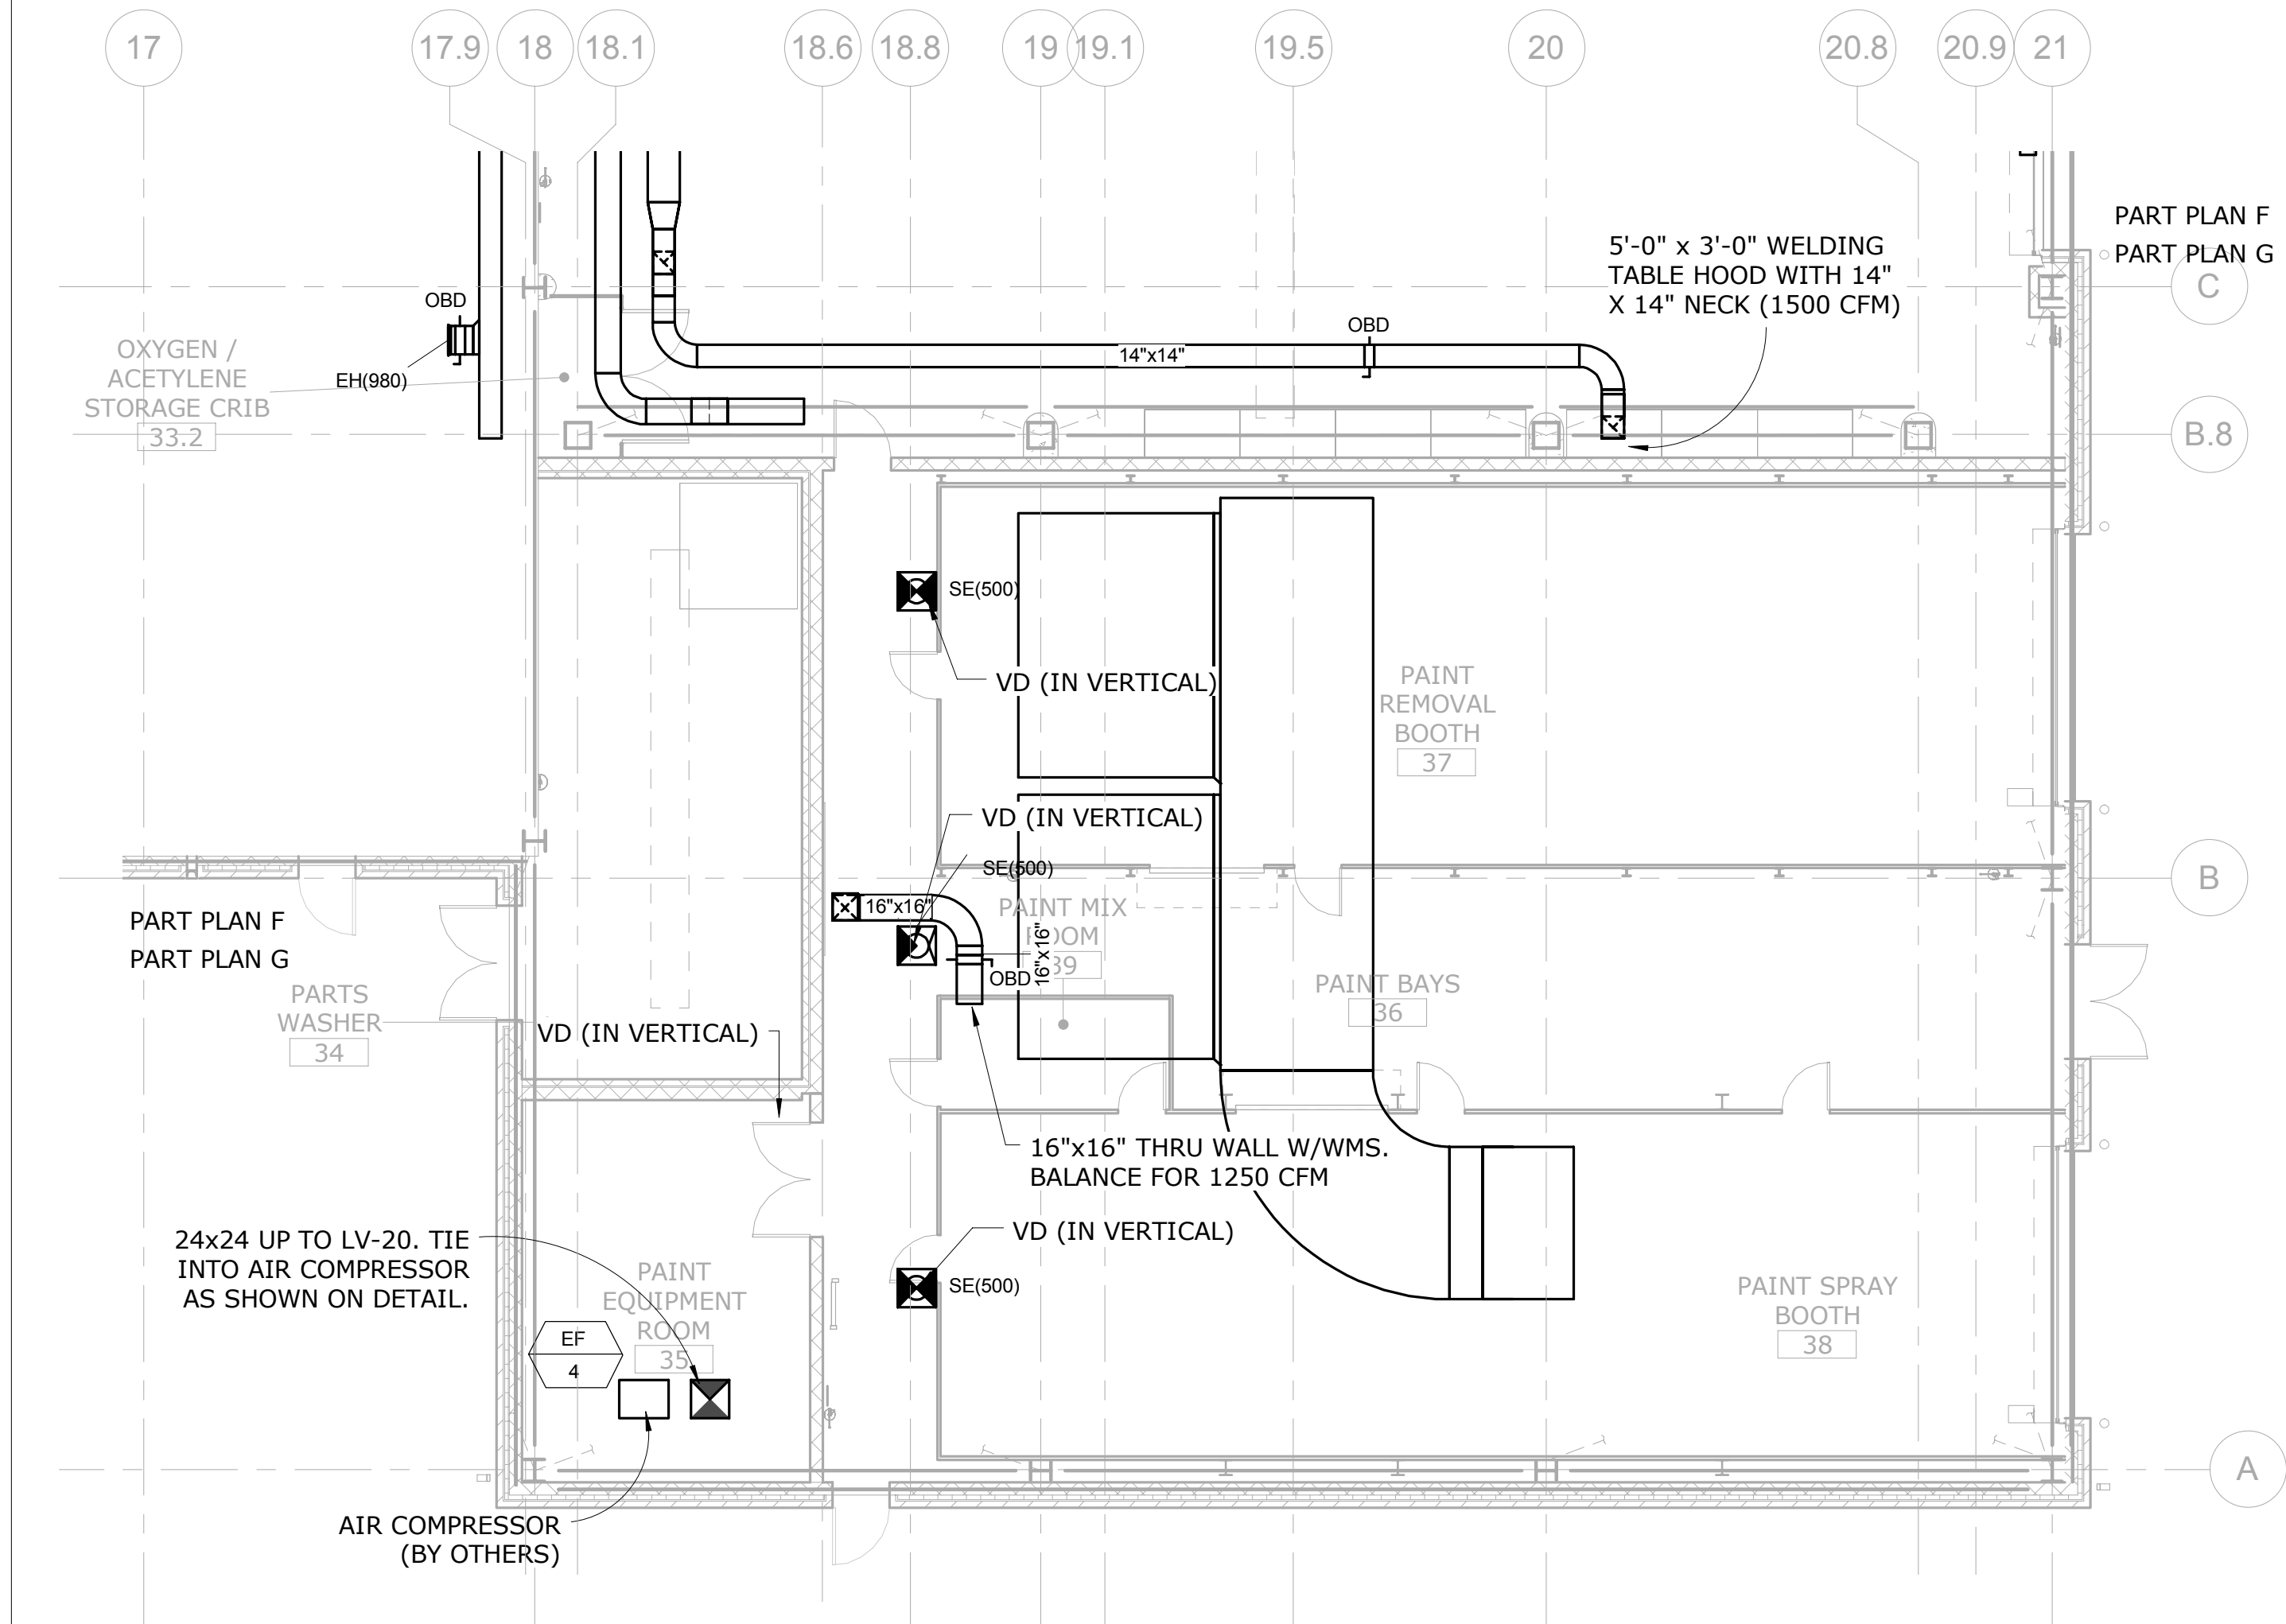 17
17.9
18
18.1
18.6
18.8
19
19.1
19.5
20
20.8
20.9
21
PART PLAN F
PART PLAN G
C
5'-0" x 3'-0" WELDING
TABLE HOOD WITH 14"
X 14" NECK (1500 CFM)
OBD
OBD
14"x14"
EH(980)
OXYGEN /
ACETYLENE
STORAGE CRIB
33.2
B.8
SE(500)
VD (IN VERTICAL)
PAINT
REMOVAL
BOOTH
37
VD (IN VERTICAL)
SE(500)
B
16"x16"
PAINT MIX
ROOM
39
16"x16"
OBD
PART PLAN F
PART PLAN G
PARTS
WASHER
34
PAINT BAYS
36
VD (IN VERTICAL)
16"x16" THRU WALL W/WMS.
BALANCE FOR 1250 CFM
VD (IN VERTICAL)
24x24 UP TO LV-20. TIE
INTO AIR COMPRESSOR
AS SHOWN ON DETAIL.
PAINT
EQUIPMENT
ROOM
35
SE(500)
PAINT SPRAY
BOOTH
38
EF
4
A
AIR COMPRESSOR
(BY OTHERS)